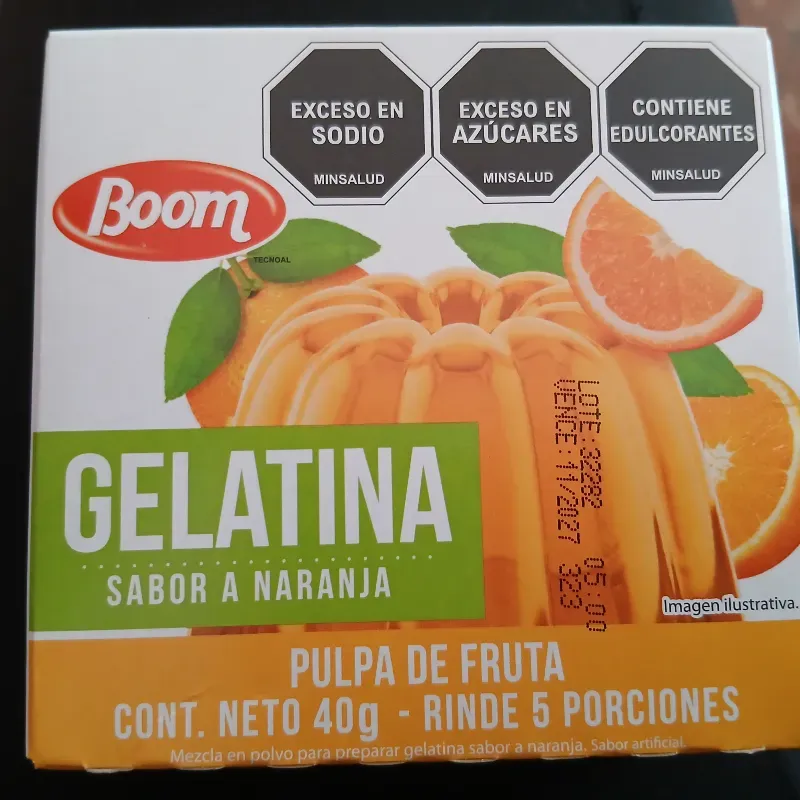 EXCESO EN
SODIO
MINSALUD
EXCESO EN
AZÚCARES
MINSALUD
CONTIENE
EDULCORANTES
MINSALUD
Boom
TECNOAL
LOTE:32292 05:00
VENCE:11/2027 323
GELATINA
SABOR A NARANJA
Imagen ilustrativa.
PULPA DE FRUTA
CONT. NETO 40g - RINDE 5 PORCIONES
Mezcla en polvo para preparar gelatina sabor a naranja. Sabor artificial.